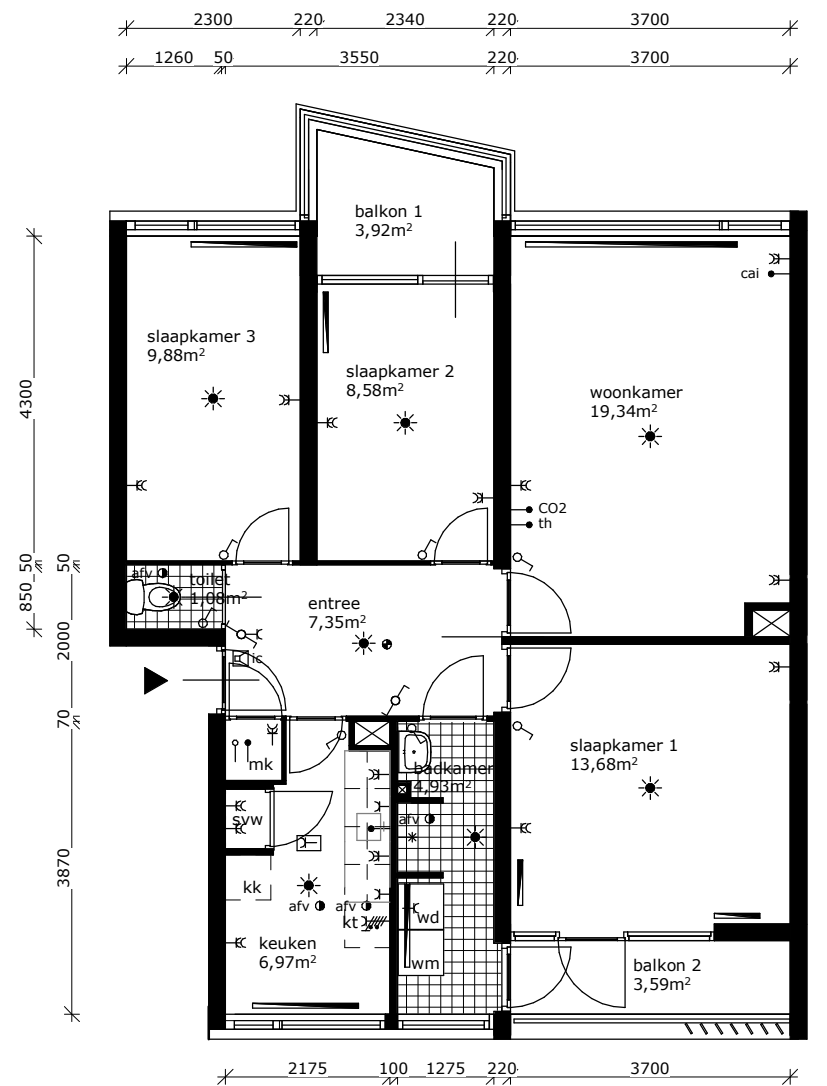 2300 220 2340 220 3700
1260 50 3550 220 3700
balkon 1
3,92m²
cai
slaapkamer 3
9,88m²
slaapkamer 2
8,58m²
woonkamer
19,34m²
4300
CO2
th
50
50
850
afv
toilet
1,08m²
entree
7,35m²
2000
ic
70
mk
badkamer
4,93m²
slaapkamer 1
13,68m²
svw
afv
3870
kk
afv
afv
kt
wd
keuken
6,97m²
wm
balkon 2
3,59m²
2175 100 1275 220 3700